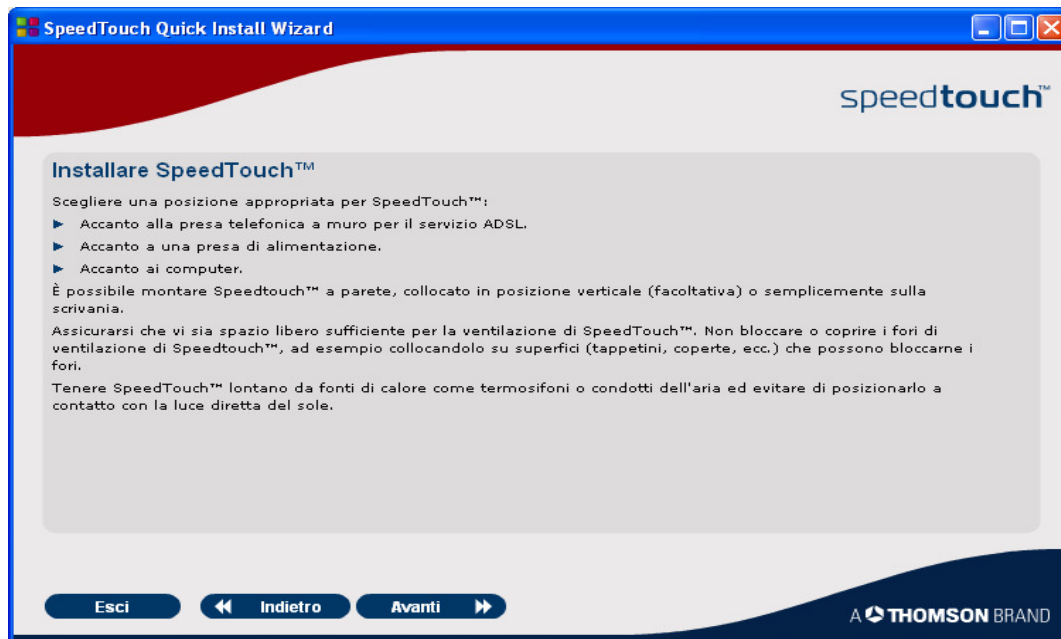 SpeedTouch Quick Install Wizard
speedtouch™
Installare SpeedTouch™
Scegliere una posizione appropriata per SpeedTouch™:
Accanto alla presa telefonica a muro per il servizio ADSL.
Accanto a una presa di alimentazione.
Accanto ai computer.
È possibile montare Speedtouch™ a parete, collocato in posizione verticale (facoltativa) o semplicemente sulla
scrivania.
Assicurarsi che vi sia spazio libero sufficiente per la ventilazione di SpeedTouch™. Non bloccare o coprire i fori di
ventilazione di Speedtouch™, ad esempio collocandolo su superfici (tappetini, coperte, ecc.) che possono bloccarne i
fori.
Tenere SpeedTouch™ lontano da fonti di calore come termosifoni o condotti dell'aria ed evitare di posizionarlo a
contatto con la luce diretta del sole.
Esci Indietro Avanti
A THOMSON BRAND